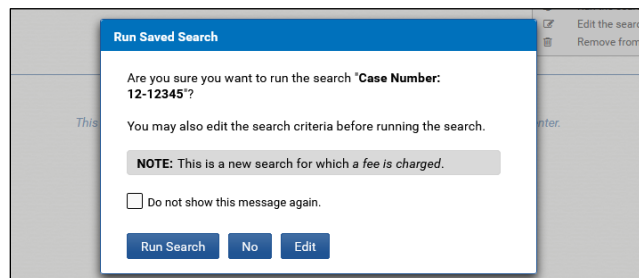 Run Saved Search
Edit the sear
Remove from
Are you sure you want to run the search "Case Number:
12-12345"?
This
nter.
You may also edit the search criteria before running the search.
NOTE: This is a new search for which a fee is charged.
Do not show this message again.
Run Search
No
Edit